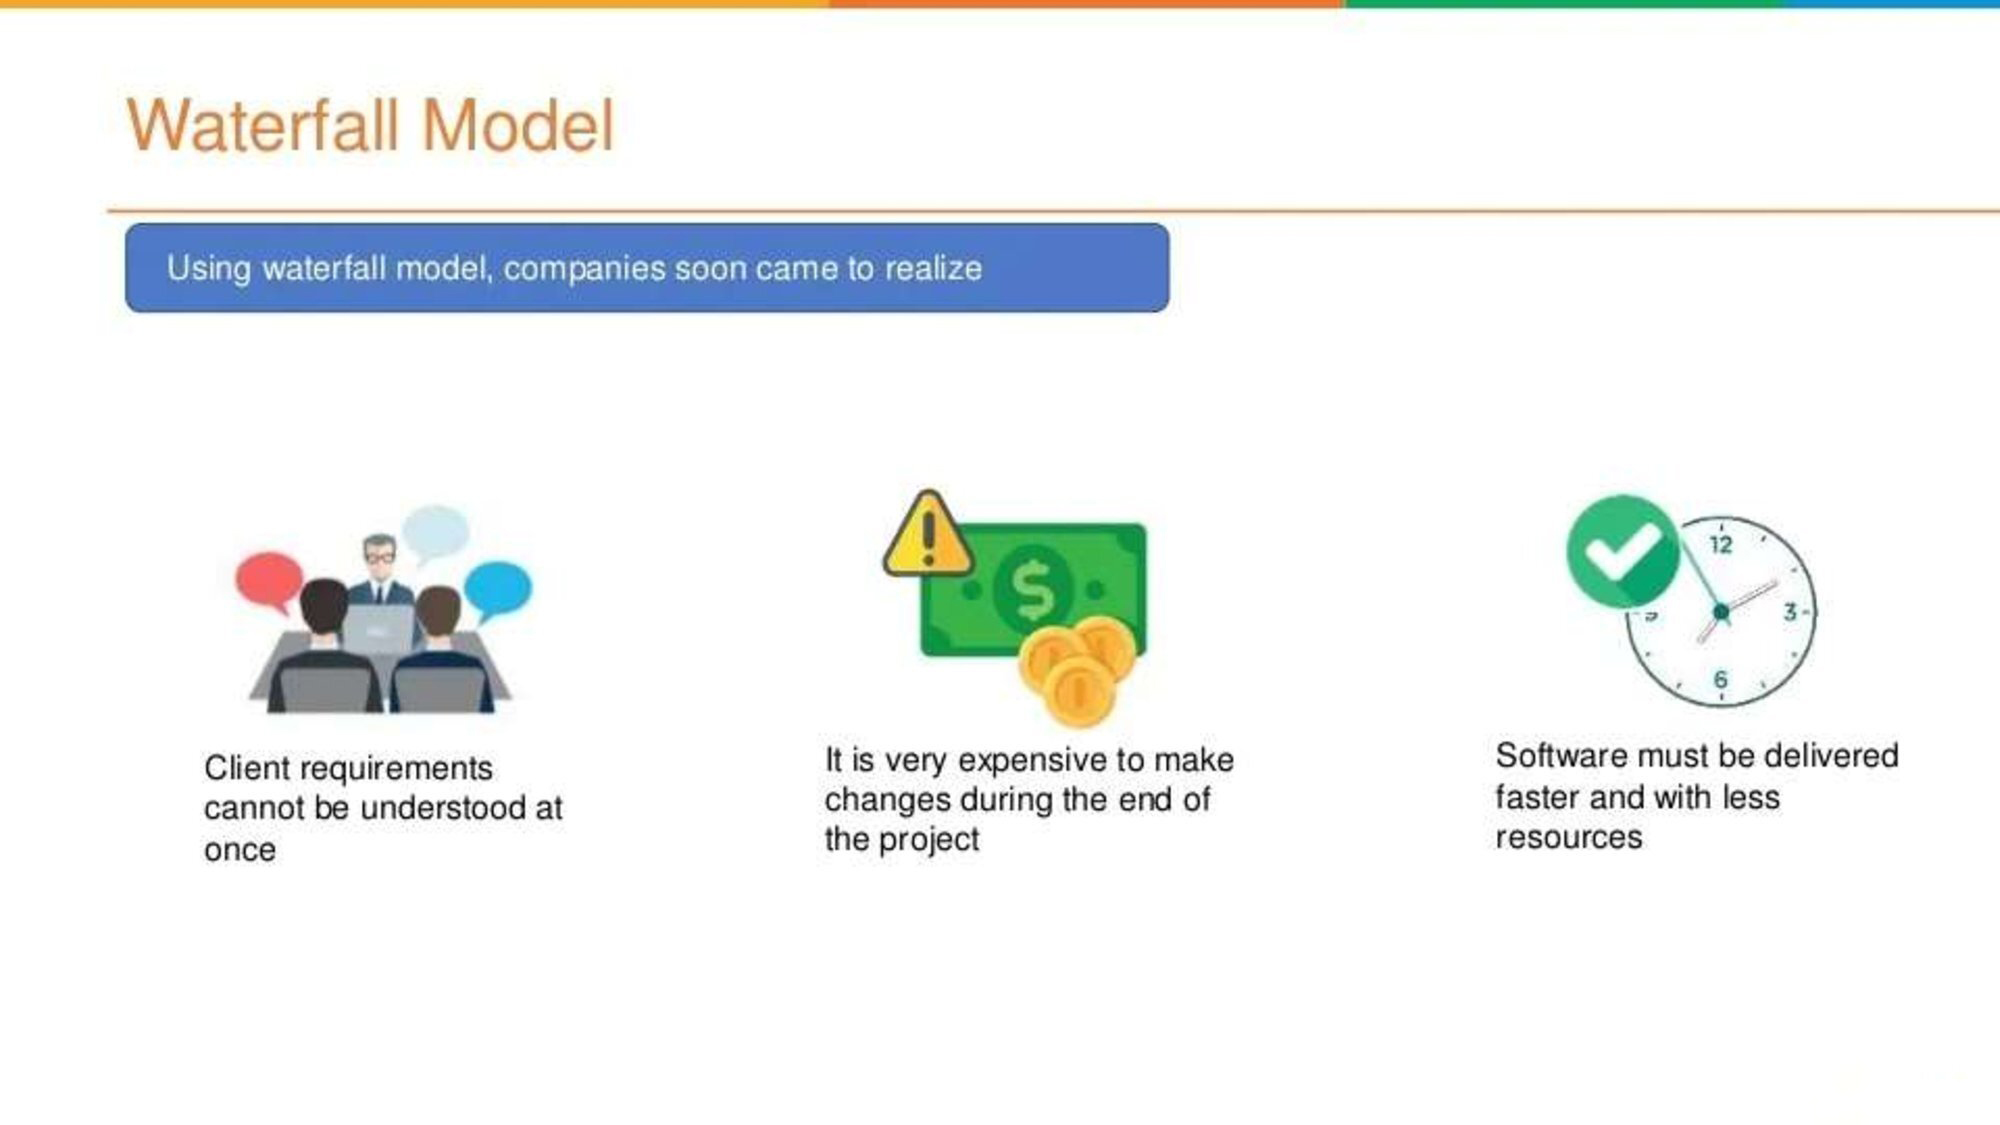 Waterfall Model
Using waterfall model, companies soon came to realize
Client requirements
cannot be understood at
once
$
It is very expensive to make
changes during the end of
the project
12
3
6
Software must be delivered
faster and with less
resources